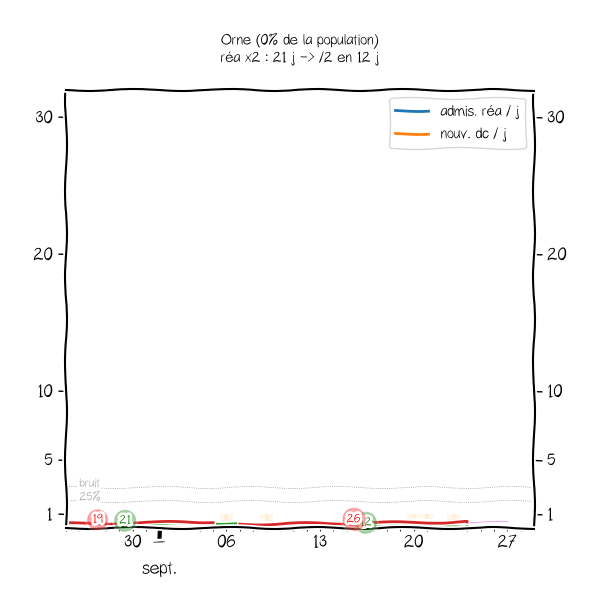 Orne (0% de la population)
réa x2 : 21 j -> /2 en 12 j
admis. réa / j
nouv. dc / j
30 30
20 20
10 10
5 5
bruit
25%
1 1
19 21 26
30 06 13 20 27
sept.